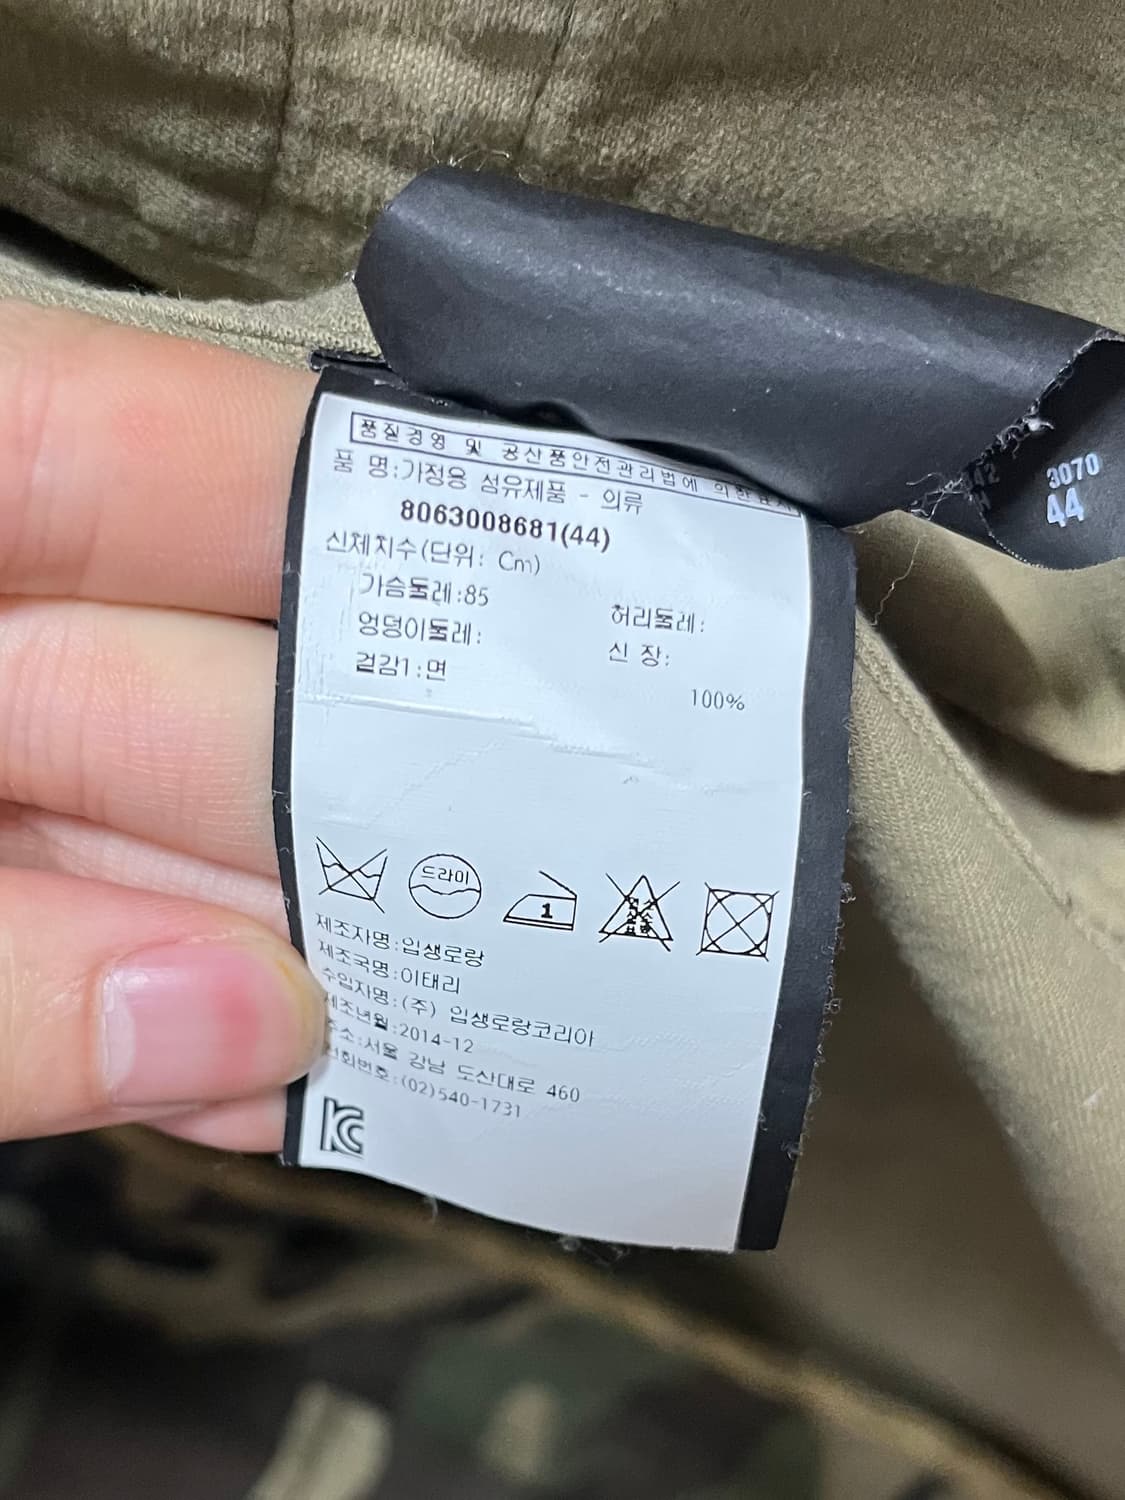 품질경영 및 공산품안전관리법에 의한표시
품 명:가정용 섬유제품 - 의류
8063008681(44)
신체치수(단위: Cm)
가슴둘레:85
허리둘레:
엉덩이둘레:
신 장:
겉감1:면
100%
드라이
1
제조자명:입생로랑
제조국명:이태리
수입자명:(주) 입생로랑코리아
제조년월:2014-12
주소:서울 강남 도산대로 460
전화번호:(02)540-1731
KC
3070
44